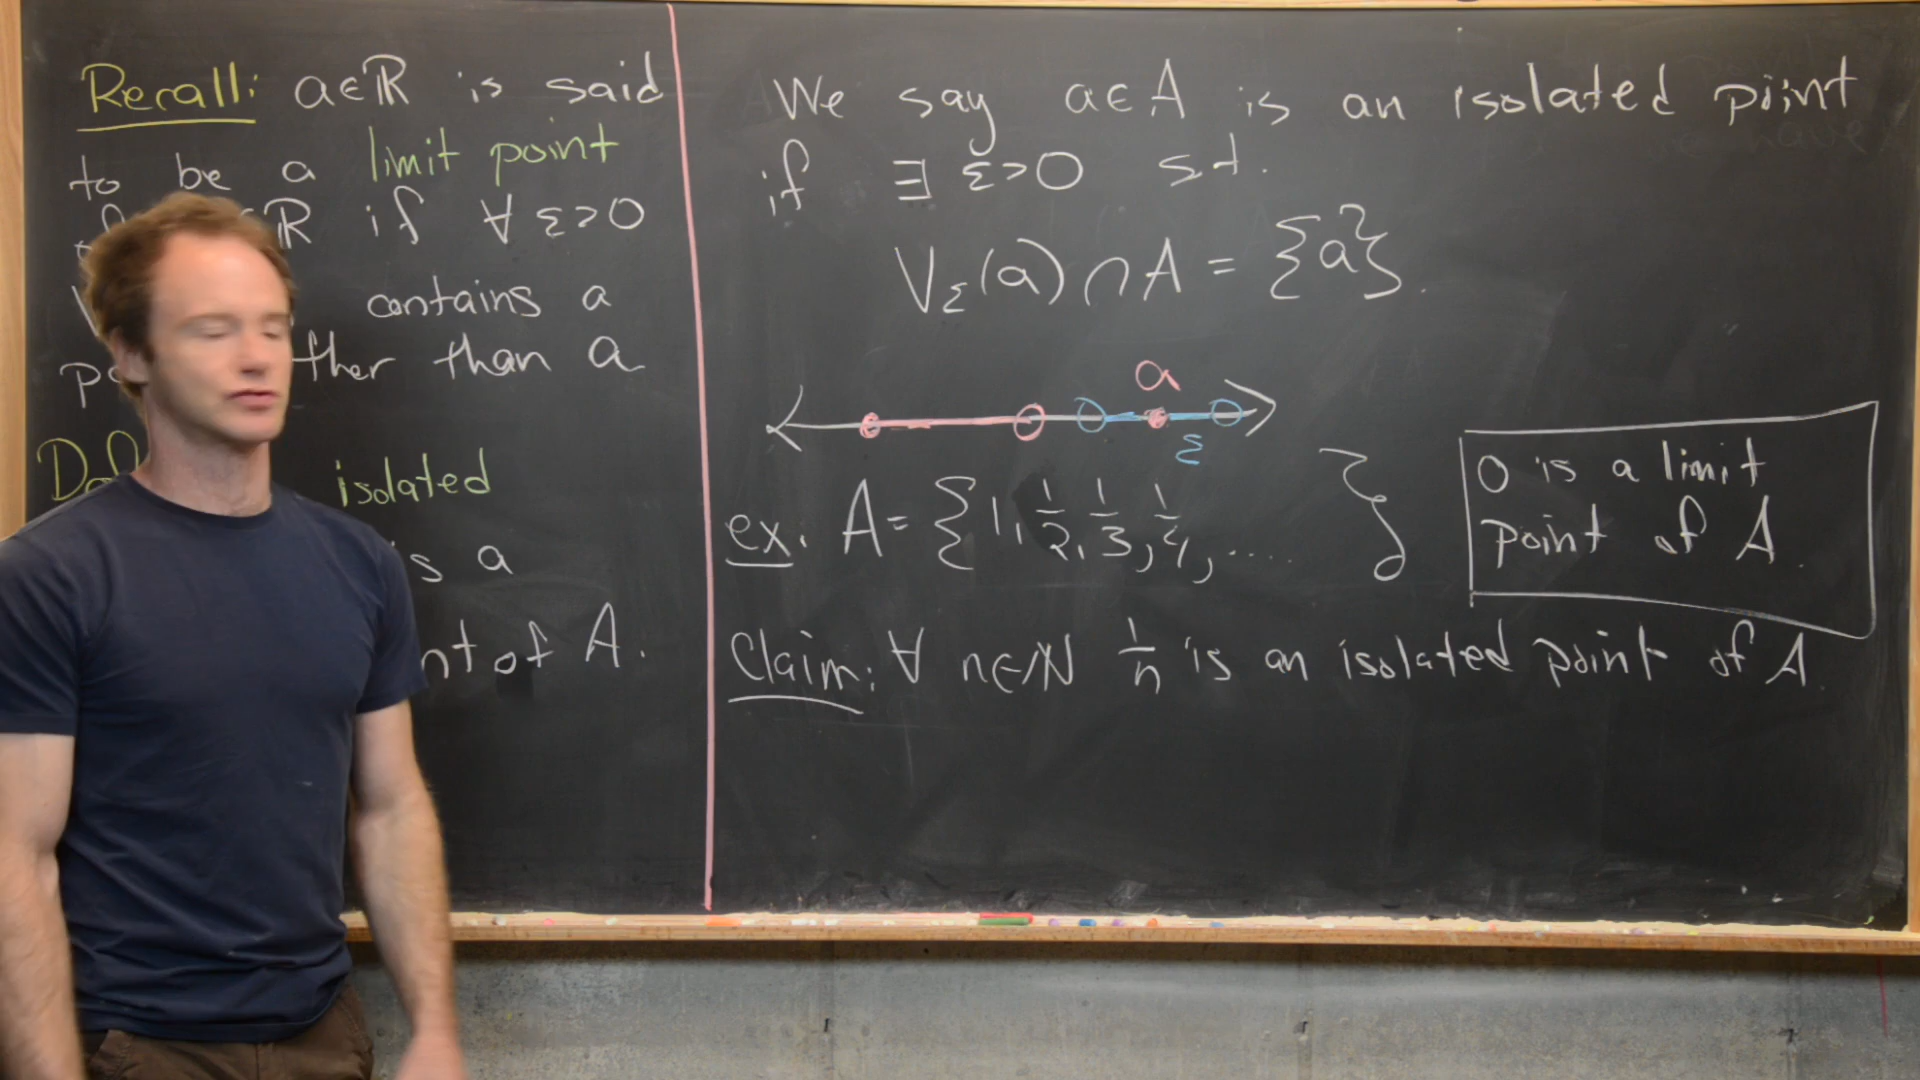 Recall: a∈ℝ is said
to be a limit point
ℝ if ∀ ε>0
contains a
than a
isolated
is a
of A.
We say a∈A is an isolated point
if ∃ ε>0 st.
V_ε(a)∩A = {a}.
a
ε
ex. A = {1, 1/2, 1/3, 1/4, .... }
0 is a limit
point of A.
Claim: ∀ n∈ℕ 1/n is an isolated point of A.